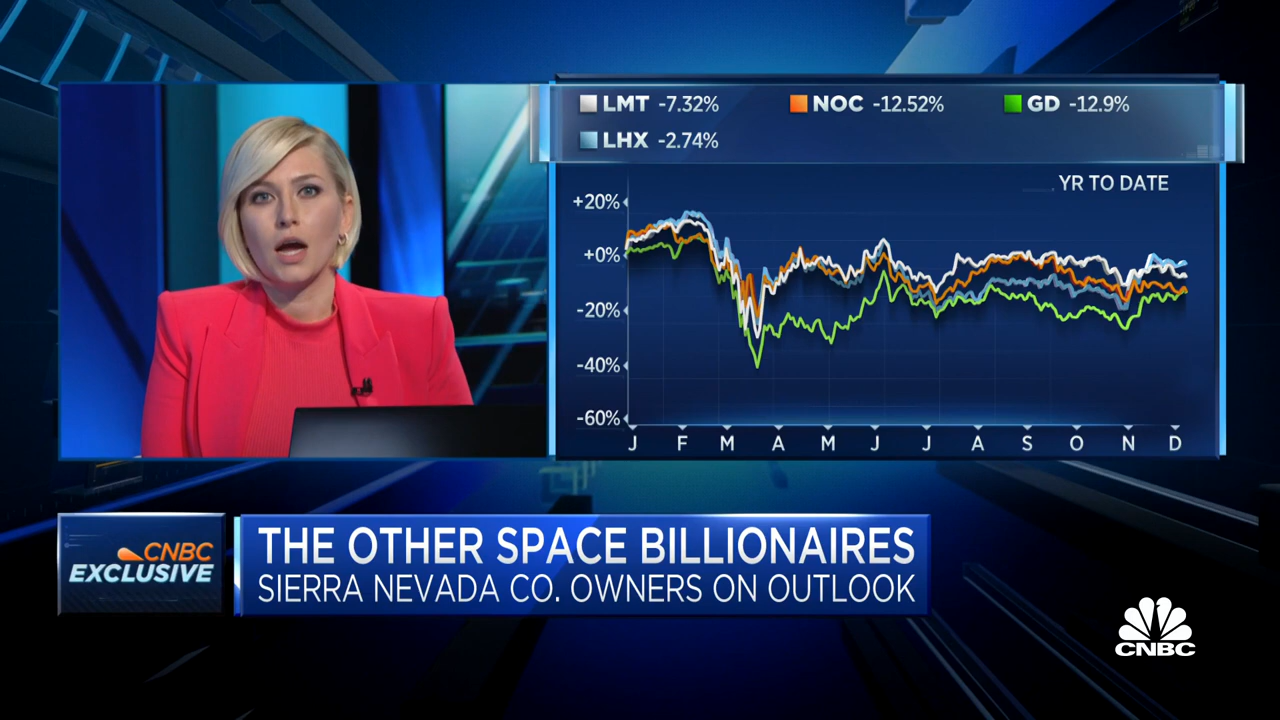 LMT -7.32% NOC -12.52% GD -12.9%
LHX -2.74%
YR TO DATE
+20%
+0%
-20%
-40%
-60%
J F M A M J J A S O N D
CNBC
EXCLUSIVE
THE OTHER SPACE BILLIONAIRES
SIERRA NEVADA CO. OWNERS ON OUTLOOK
CNBC